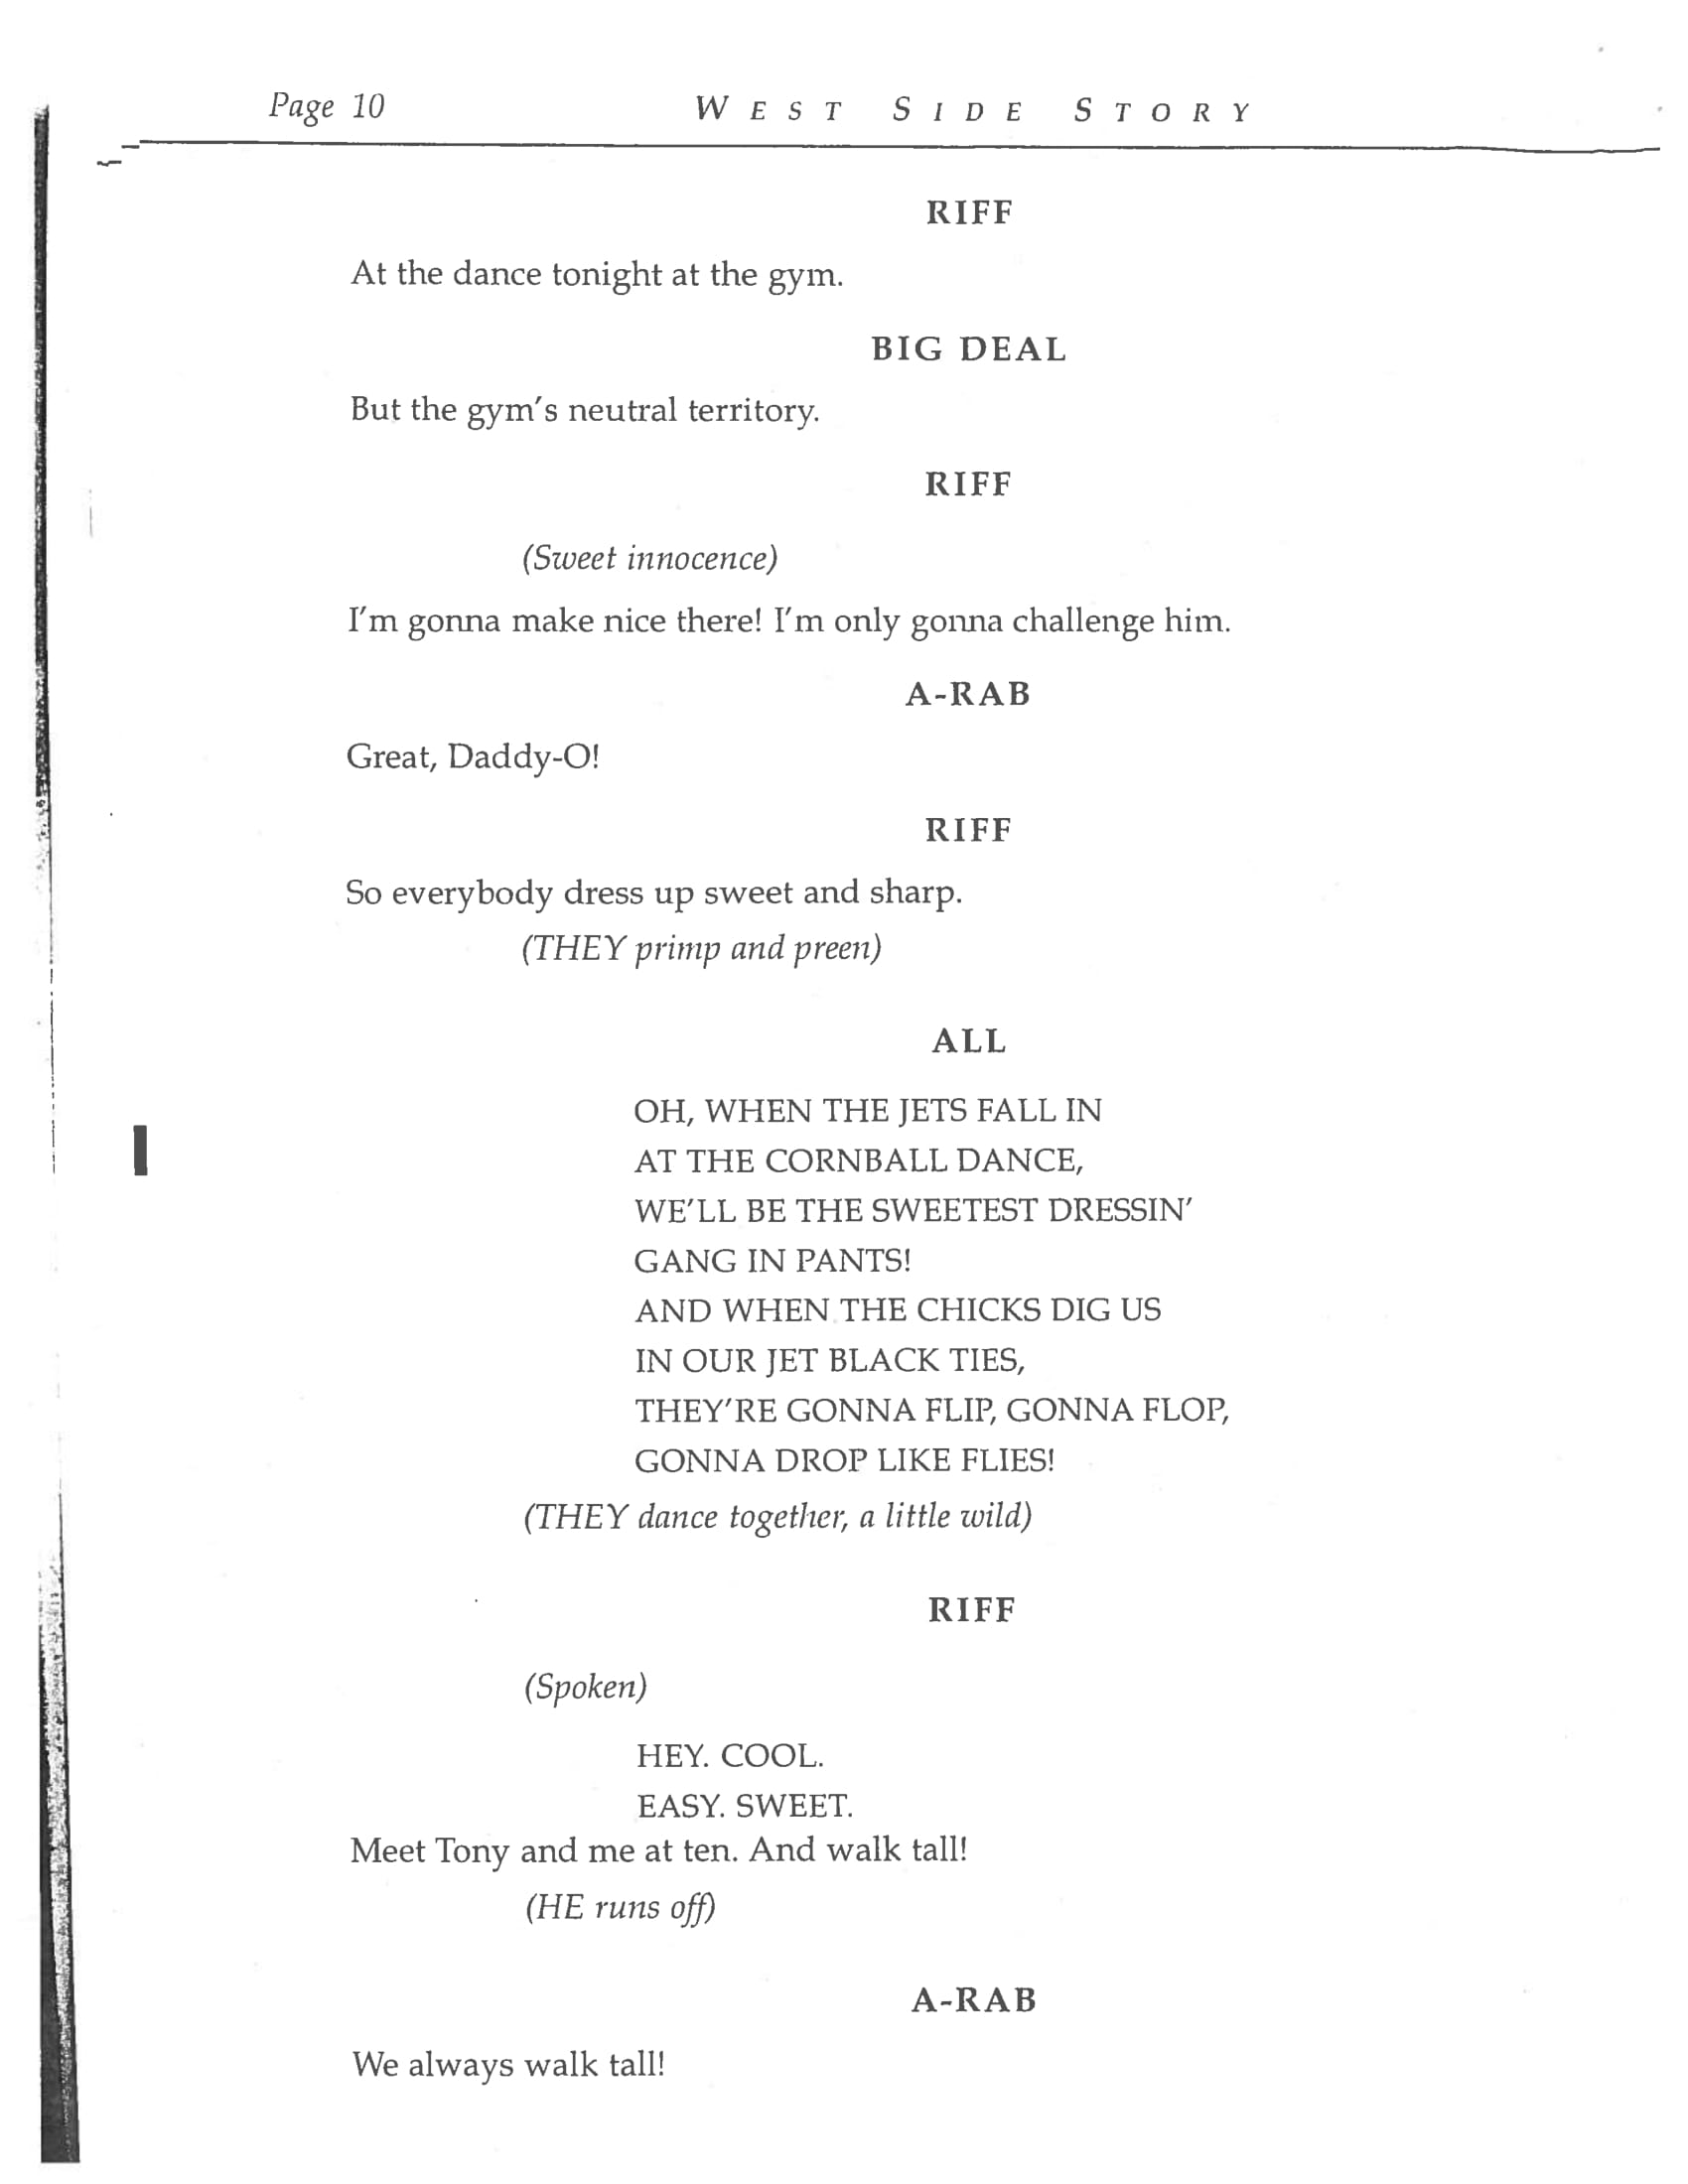 Page 10 WEST SIDE STORY
RIFF
At the dance tonight at the gym.
BIG DEAL
But the gym's neutral territory.
RIFF
(Sweet innocence)
I'm gonna make nice there! I'm only gonna challenge him.
A-RAB
Great, Daddy-O!
RIFF
So everybody dress up sweet and sharp.
(THEY primp and preen)
ALL
OH, WHEN THE JETS FALL IN
AT THE CORNBALL DANCE,
WE'LL BE THE SWEETEST DRESSIN'
GANG IN PANTS!
AND WHEN THE CHICKS DIG US
IN OUR JET BLACK TIES,
THEY'RE GONNA FLIP, GONNA FLOP,
GONNA DROP LIKE FLIES!
(THEY dance together, a little wild)
RIFF
(Spoken)
HEY. COOL.
EASY. SWEET.
Meet Tony and me at ten. And walk tall!
(HE runs off)
A-RAB
We always walk tall!